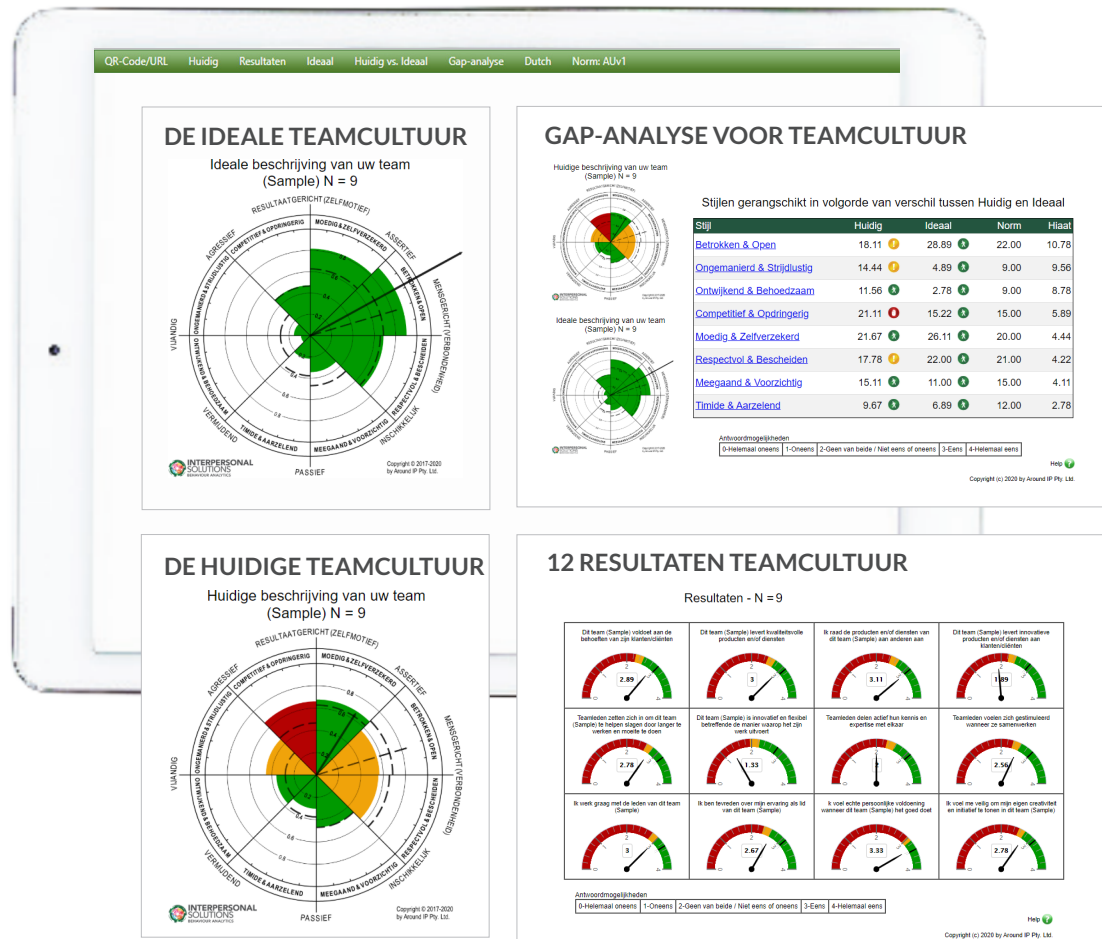 QR-Code/URL Huidig Resultaten Ideaal Huidig vs. Ideaal Gap-analyse Dutch Norm: AUv1
DE IDEALE TEAMCULTUUR
Ideale beschrijving van uw team
(Sample) N = 9
RESULTAATGERICHT (ZELFMOTIEF)
AGRESSIEF
ASSERTIEF
COMPETITIEF & OPDRINGERIG
MOEDIG & ZELFVERZEKERD
ONGEMANIERD & STRIJDLUSTIG
BETROKKEN & OPEN
MENSGERICHT (VERBONDENHEID)
VIJANDIG
ONTWIJKEND & BEHOEDZAAM
RESPECTVOL & BESCHEIDEN
VERMIJDEND
TIMIDE & AARZELEND
MEEGAAND & VOORZICHTIG
INSCHIKKELIJK
PASSIEF
INTERPERSONAL
SOLUTIONS
BEHAVIOUR ANALYTICS
Copyright © 2017-2020
by Around IP Pty. Ltd.
GAP-ANALYSE VOOR TEAMCULTUUR
Huidige beschrijving van uw team
(Sample) N = 9
Ideale beschrijving van uw team
(Sample) N = 9
Stijlen gerangschikt in volgorde van verschil tussen Huidig en Ideaal
Stijl Huidig Ideaal Norm Hiaat
Betrokken & Open 18.11 28.89 22.00 10.78
Ongemanierd & Strijdlustig 14.44 4.89 9.00 9.56
Ontwijkend & Behoedzaam 11.56 2.78 9.00 8.78
Competitief & Opdringerig 21.11 15.22 15.00 5.89
Moedig & Zelfverzekerd 21.67 26.11 20.00 4.44
Respectvol & Bescheiden 17.78 22.00 21.00 4.22
Meegaand & Voorzichtig 15.11 11.00 15.00 4.11
Timide & Aarzelend 9.67 6.89 12.00 2.78
Antwoordmogelijkheden
0-Helemaal oneens 1-Oneens 2-Geen van beide / Niet eens of oneens 3-Eens 4-Helemaal eens
Help ?
Copyright (c) 2020 by Around IP Pty. Ltd.
DE HUIDIGE TEAMCULTUUR
Huidige beschrijving van uw team
(Sample) N = 9
RESULTAATGERICHT (ZELFMOTIEF)
AGRESSIEF
ASSERTIEF
COMPETITIEF & OPDRINGERIG
MOEDIG & ZELFVERZEKERD
ONGEMANIERD & STRIJDLUSTIG
BETROKKEN & OPEN
MENSGERICHT (VERBONDENHEID)
VIJANDIG
ONTWIJKEND & BEHOEDZAAM
RESPECTVOL & BESCHEIDEN
VERMIJDEND
TIMIDE & AARZELEND
MEEGAAND & VOORZICHTIG
INSCHIKKELIJK
PASSIEF
INTERPERSONAL
SOLUTIONS
BEHAVIOUR ANALYTICS
Copyright © 2017-2020
by Around IP Pty. Ltd.
12 RESULTATEN TEAMCULTUUR
Resultaten - N = 9
Dit team (Sample) voldoet aan de
behoeften van zijn klanten/cliënten
2.89
Dit team (Sample) levert kwaliteitsvolle
producten en/of diensten
3
Ik raad de producten en/of diensten van
dit team (Sample) aan anderen aan
3.11
Dit team (Sample) levert innovatieve
producten en/of diensten aan
klanten/cliënten
1.89
Teamleden zetten zich in om dit team
(Sample) te helpen slagen door langer te
werken en moeite te doen
2.78
Dit team (Sample) is innovatief en flexibel
betreffende de manier waarop het zijn
werk uitvoert
1.33
Teamleden delen actief hun kennis en
expertise met elkaar
2
Teamleden voelen zich gestimuleerd
wanneer ze samenwerken
2.56
Ik werk graag met de leden van dit team
(Sample)
3
Ik ben tevreden over mijn ervaring als lid
van dit team (Sample)
2.67
Ik voel echte persoonlijke voldoening
wanneer dit team (Sample) het goed doet
3.33
Ik voel me veilig om mijn eigen creativiteit
en initiatief te tonen in dit team (Sample)
2.78
Antwoordmogelijkheden
0-Helemaal oneens 1-Oneens 2-Geen van beide / Niet eens of oneens 3-Eens 4-Helemaal eens
Help ?
Copyright (c) 2020 by Around IP Pty. Ltd.